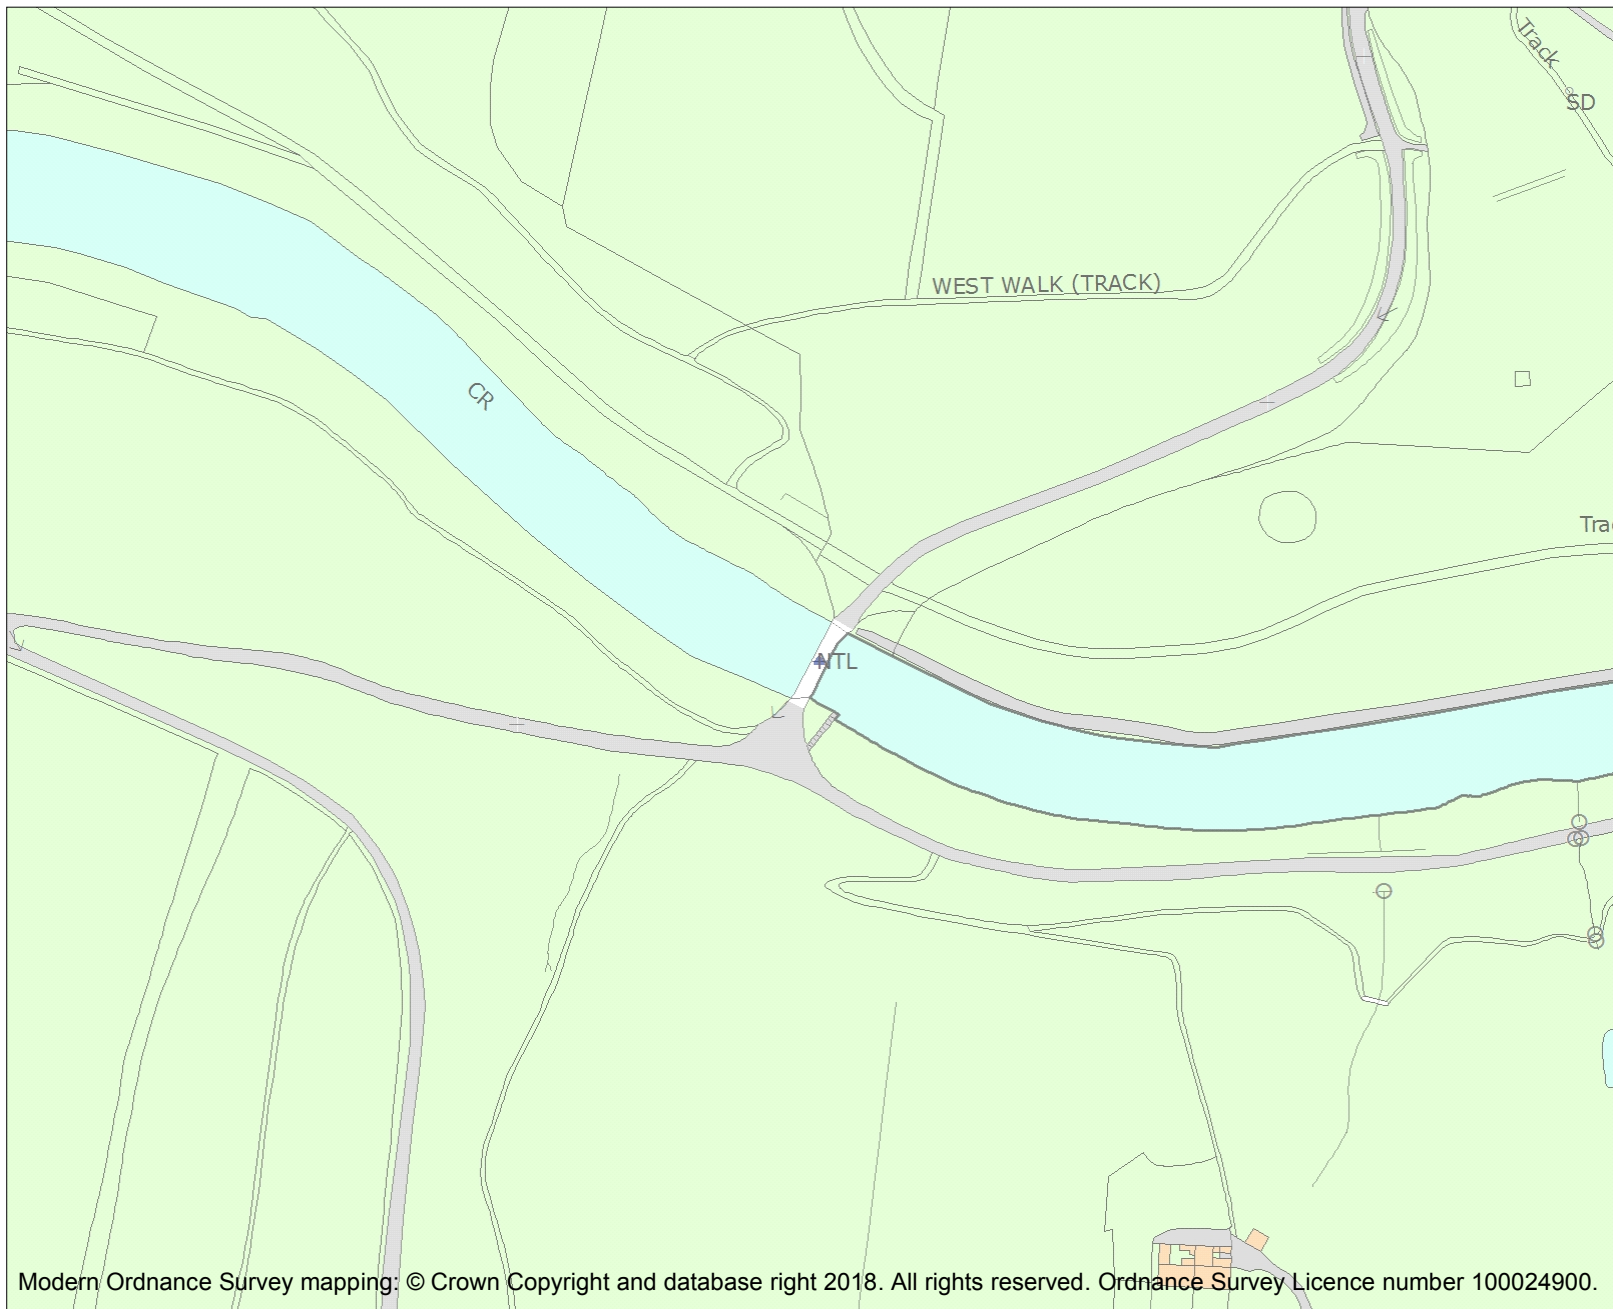 Track
SD
WEST WALK (TRACK)
CR
Tra
NTL
Modern Ordnance Survey mapping: © Crown Copyright and database right 2018. All rights reserved. Ordnance Survey Licence number 100024900.